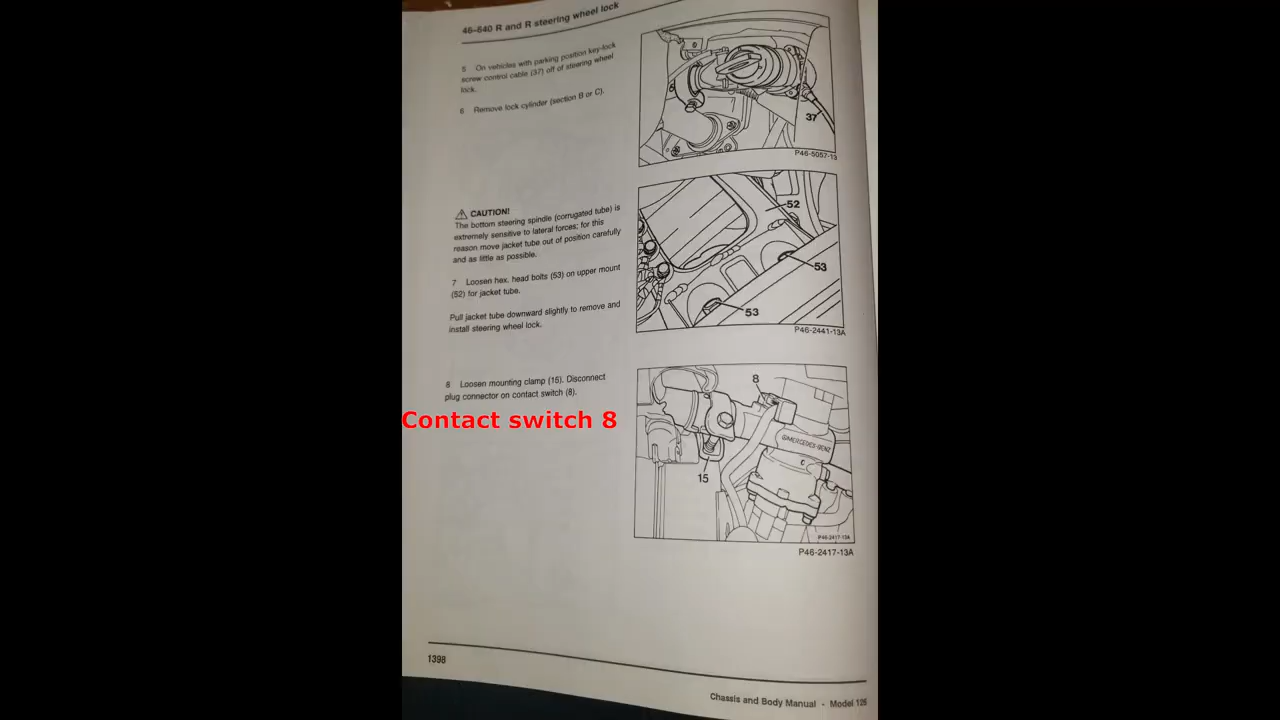 46–640 R and R steering wheel lock
5 On vehicles with parking position key-lock
screw control cable (37) off of steering wheel
lock.
6 Remove lock cylinder (section B or C).
37
P46-5057-13
CAUTION!
The bottom steering spindle (corrugated tube) is
extremely sensitive to lateral forces; for this
reason move jacket tube out of position carefully
and as little as possible.
7 Loosen hex. head bolts (53) on upper mount
(52) for jacket tube.
Pull jacket tube downward slightly to remove and
install steering wheel lock.
52
53
53
P46-2441-13A
8 Loosen mounting clamp (15). Disconnect
plug connector on contact switch (8).
Contact switch 8
8
MERCEDES-BENZ
15
P46-2417-13A
P46-2417-13A
1398
Chassis and Body Manual - Model 126